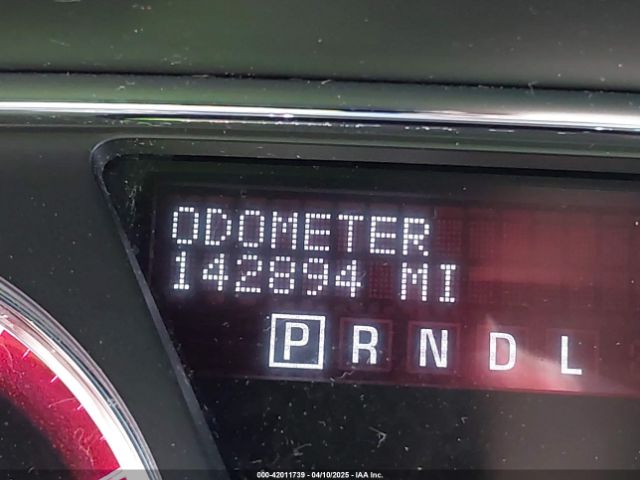 ODOMETER
142894 MI
P R N D L
000-42011739 - 04/10/2025 - IAA Inc.